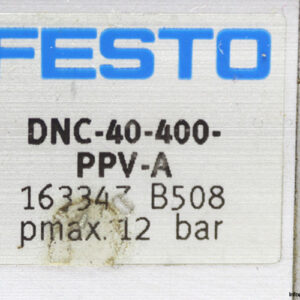 FESTO
DNC-40-400-
PPV-A
163347 B508
pmax. 12 bar